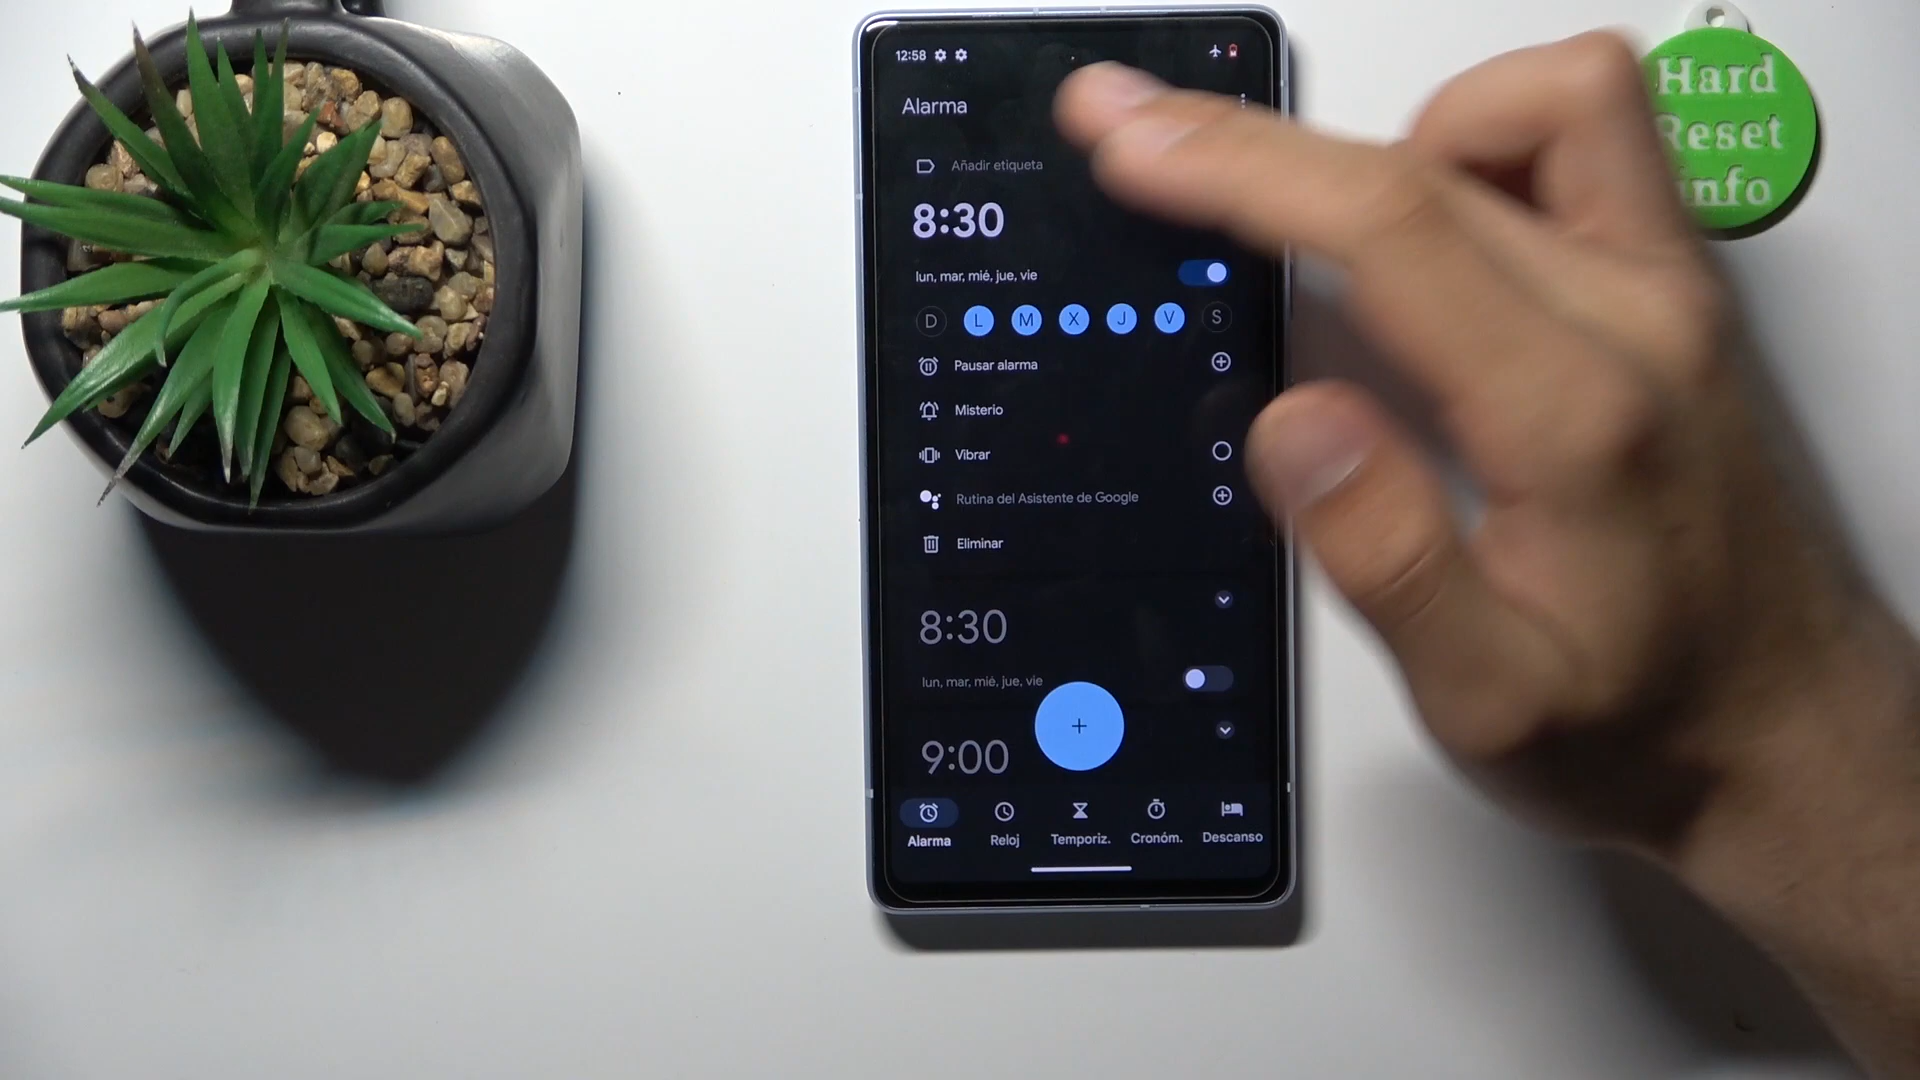 12:58
Alarma
Añadir etiqueta
8:30
lun, mar, mié, jue, vie
D L M X J V S
Pausar alarma
Misterio
Vibrar
Rutina del Asistente de Google
Eliminar
8:30
lun, mar, mié, jue, vie
+
9:00
Alarma Reloj Temporiz. Cronóm. Descanso
Hard
Reset
info